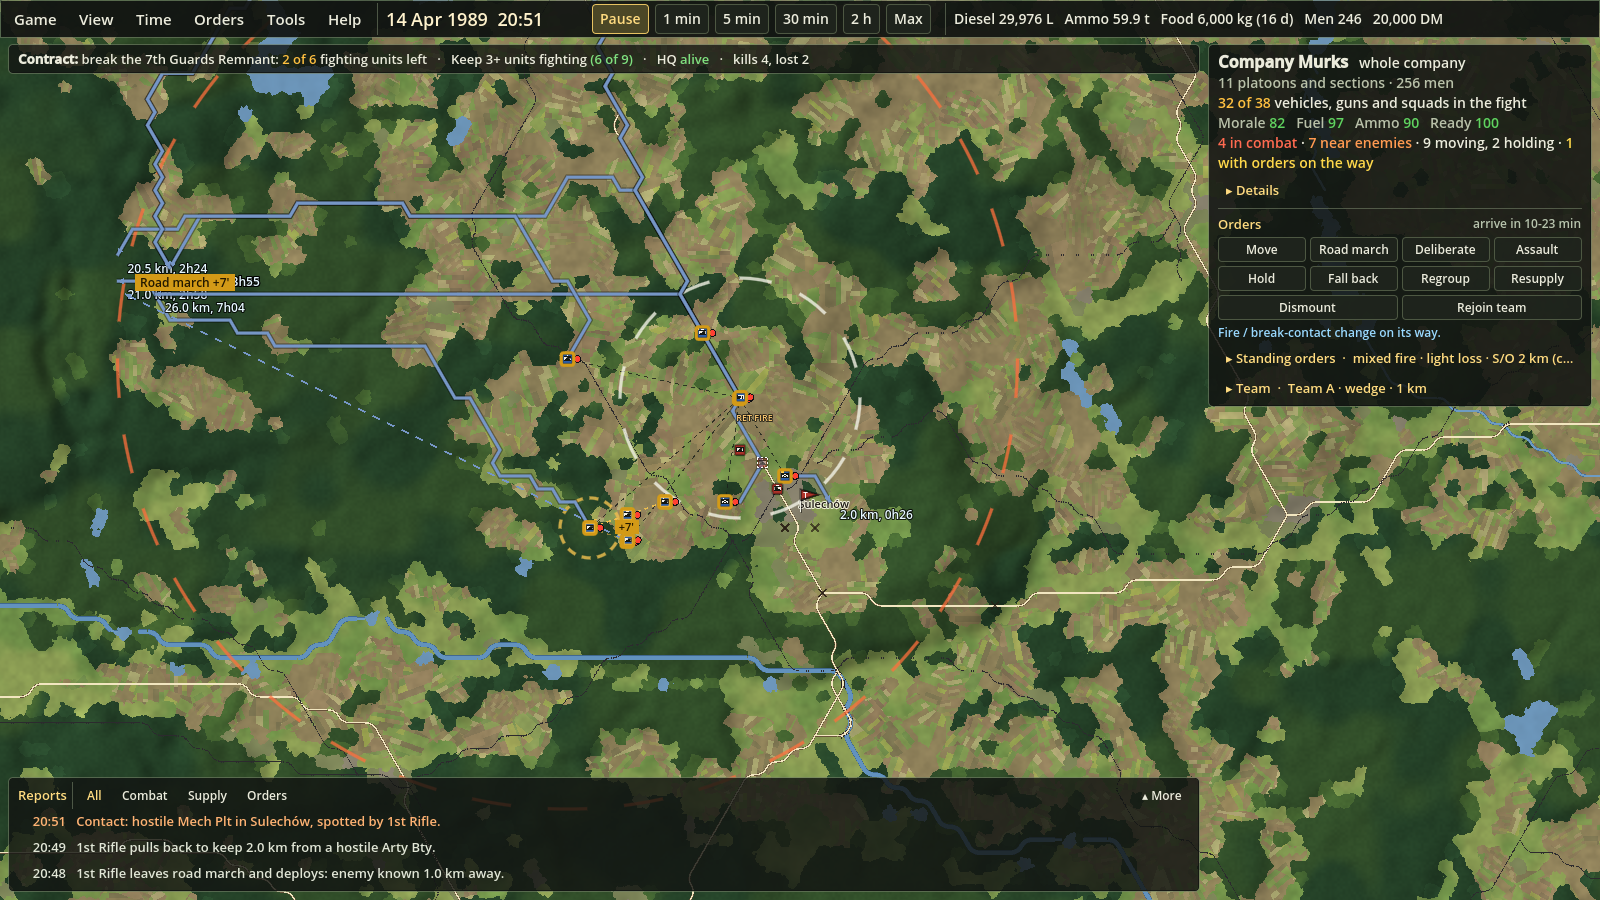 Game View Time Orders Tools Help 14 Apr 1989 20:51 Pause 1 min 5 min 30 min 2 h Max Diesel 29,976 L Ammo 59.9 t Food 6,000 kg (16 d) Men 246 20,000 DM
Contract: break the 7th Guards Remnant: 2 of 6 fighting units left · Keep 3+ units fighting (6 of 9) · HQ alive · kills 4, lost 2
Company Murks whole company
11 platoons and sections · 256 men
32 of 38 vehicles, guns and squads in the fight
Morale 82 Fuel 97 Ammo 90 Ready 100
4 in combat · 7 near enemies · 9 moving, 2 holding · 1
with orders on the way
▸ Details
Orders arrive in 10-23 min
Move Road march Deliberate Assault
Hold Fall back Regroup Resupply
Dismount Rejoin team
Fire / break-contact change on its way.
▸ Standing orders · mixed fire · light loss · S/O 2 km (c...
▸ Team · Team A · wedge · 1 km
20.5 km, 2h24
Road march +7'
3h55
26.0 km, 7h04
RET FIRE
Sulechów
2.0 km, 0h26
+7'
Reports All Combat Supply Orders ▴ More
20:51 Contact: hostile Mech Plt in Sulechów, spotted by 1st Rifle.
20:49 1st Rifle pulls back to keep 2.0 km from a hostile Arty Bty.
20:48 1st Rifle leaves road march and deploys: enemy known 1.0 km away.